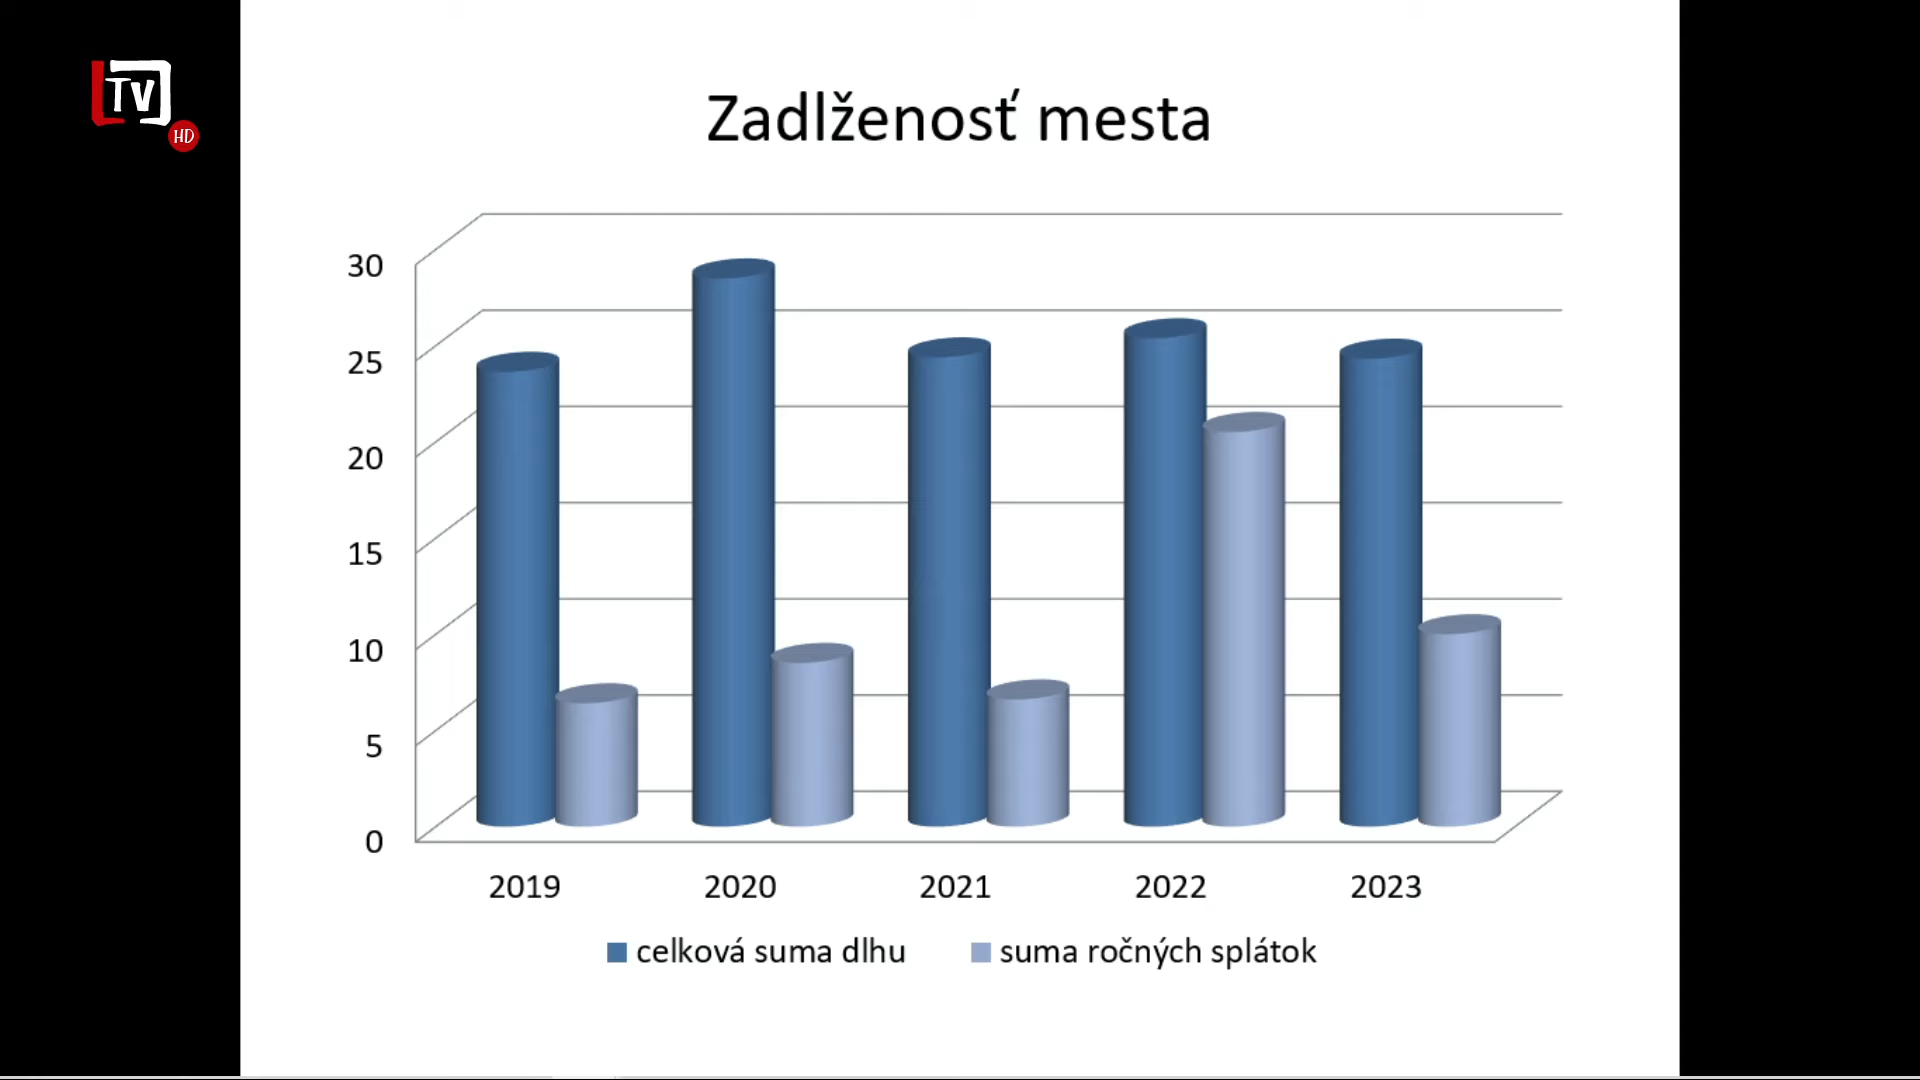 TV
HD
Zadlženosť mesta
30
25
20
15
10
5
0
2019 2020 2021 2022 2023
celková suma dlhu suma ročných splátok